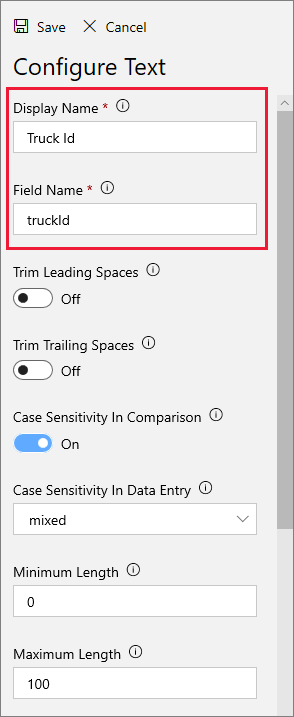 Save Cancel
Configure Text
Display Name *
Truck Id
Field Name *
truckId
Trim Leading Spaces
Off
Trim Trailing Spaces
Off
Case Sensitivity In Comparison
On
Case Sensitivity In Data Entry
mixed
Minimum Length
0
Maximum Length
100